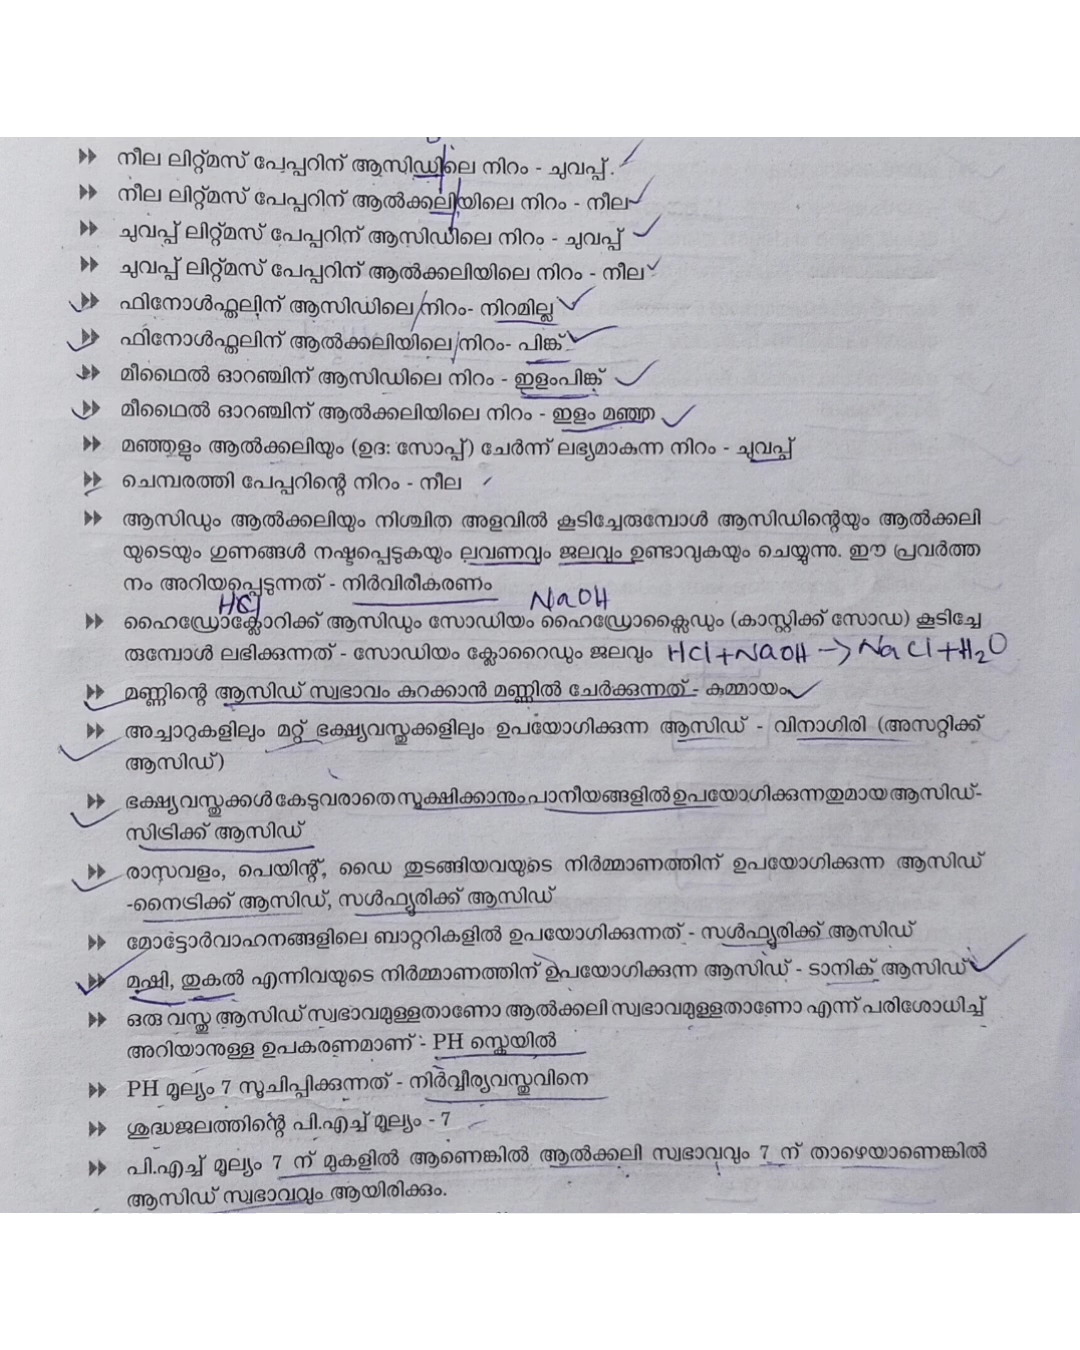 നീല ലിറ്റ്മസ് പേപ്പറിന് ആസിഡിലെ നിറം - ചുവപ്പ്.
നീല ലിറ്റ്മസ് പേപ്പറിന് ആൽക്കലിയിലെ നിറം - നീല
ചുവപ്പ് ലിറ്റ്മസ് പേപ്പറിന് ആസിഡിലെ നിറം - ചുവപ്പ്
ചുവപ്പ് ലിറ്റ്മസ് പേപ്പറിന് ആൽക്കലിയിലെ നിറം - നീല
ഫിനോൾഫ്തലിന് ആസിഡിലെ നിറം- നിറമില്ല
ഫിനോൾഫ്തലിന് ആൽക്കലിയിലെ നിറം- പിങ്ക്
മീഥൈൽ ഓറഞ്ചിന് ആസിഡിലെ നിറം - ഇളംപിങ്ക്
മീഥൈൽ ഓറഞ്ചിന് ആൽക്കലിയിലെ നിറം - ഇളം മഞ്ഞ
മഞ്ഞളും ആൽക്കലിയും (ഉദ: സോപ്പ്) ചേർന്ന് ലഭ്യമാകുന്ന നിറം - ചുവപ്പ്
ചെമ്പരത്തി പേപ്പറിന്റെ നിറം - നീല
ആസിഡും ആൽക്കലിയും നിശ്ചിത അളവിൽ കൂടിച്ചേരുമ്പോൾ ആസിഡിന്റെയും ആൽക്കലി
യുടെയും ഗുണങ്ങൾ നഷ്ടപ്പെടുകയും ലവണവും ജലവും ഉണ്ടാവുകയും ചെയ്യുന്നു. ഈ പ്രവർത്ത
നം അറിയപ്പെടുന്നത് - നിർവിരീകരണം
HCl NaOH
ഹൈഡ്രോക്ലോറിക്ക് ആസിഡും സോഡിയം ഹൈഡ്രോക്സൈഡും (കാസ്റ്റിക്ക് സോഡ) കൂടിച്ചേ
രുമ്പോൾ ലഭിക്കുന്നത് - സോഡിയം ക്ലോറൈഡും ജലവും HCl+NaOH → NaCl+H₂O
മണ്ണിന്റെ ആസിഡ് സ്വഭാവം കുറക്കാൻ മണ്ണിൽ ചേർക്കുന്നത് - കുമ്മായം
അച്ചാറുകളിലും മറ്റ് ഭക്ഷ്യവസ്തുക്കളിലും ഉപയോഗിക്കുന്ന ആസിഡ് - വിനാഗിരി (അസറ്റിക്ക്
ആസിഡ്)
ഭക്ഷ്യവസ്തുക്കൾ കേടുവരാതെ സൂക്ഷിക്കാനും പാനീയങ്ങളിൽ ഉപയോഗിക്കുന്നതുമായ ആസിഡ്-
സിട്രിക്ക് ആസിഡ്
രാസവളം, പെയിന്റ്, ഡൈ തുടങ്ങിയവയുടെ നിർമ്മാണത്തിന് ഉപയോഗിക്കുന്ന ആസിഡ്
-നൈട്രിക്ക് ആസിഡ്, സൾഫ്യൂരിക്ക് ആസിഡ്
മോട്ടോർവാഹനങ്ങളിലെ ബാറ്ററികളിൽ ഉപയോഗിക്കുന്നത് - സൾഫ്യൂരിക്ക് ആസിഡ്
മഷി, തുകൽ എന്നിവയുടെ നിർമ്മാണത്തിന് ഉപയോഗിക്കുന്ന ആസിഡ് - ടാനിക് ആസിഡ്
ഒരു വസ്തു ആസിഡ് സ്വഭാവമുള്ളതാണോ ആൽക്കലി സ്വഭാവമുള്ളതാണോ എന്ന് പരിശോധിച്ച്
അറിയാനുള്ള ഉപകരണമാണ് - PH സ്കെയിൽ
PH മൂല്യം 7 സൂചിപ്പിക്കുന്നത് - നിർവ്വീര്യവസ്തുവിനെ
ശുദ്ധജലത്തിന്റെ പി.എച്ച് മൂല്യം - 7
പി.എച്ച് മൂല്യം 7 ന് മുകളിൽ ആണെങ്കിൽ ആൽക്കലി സ്വഭാവവും 7 ന് താഴെയാണെങ്കിൽ
ആസിഡ് സ്വഭാവവും ആയിരിക്കും.